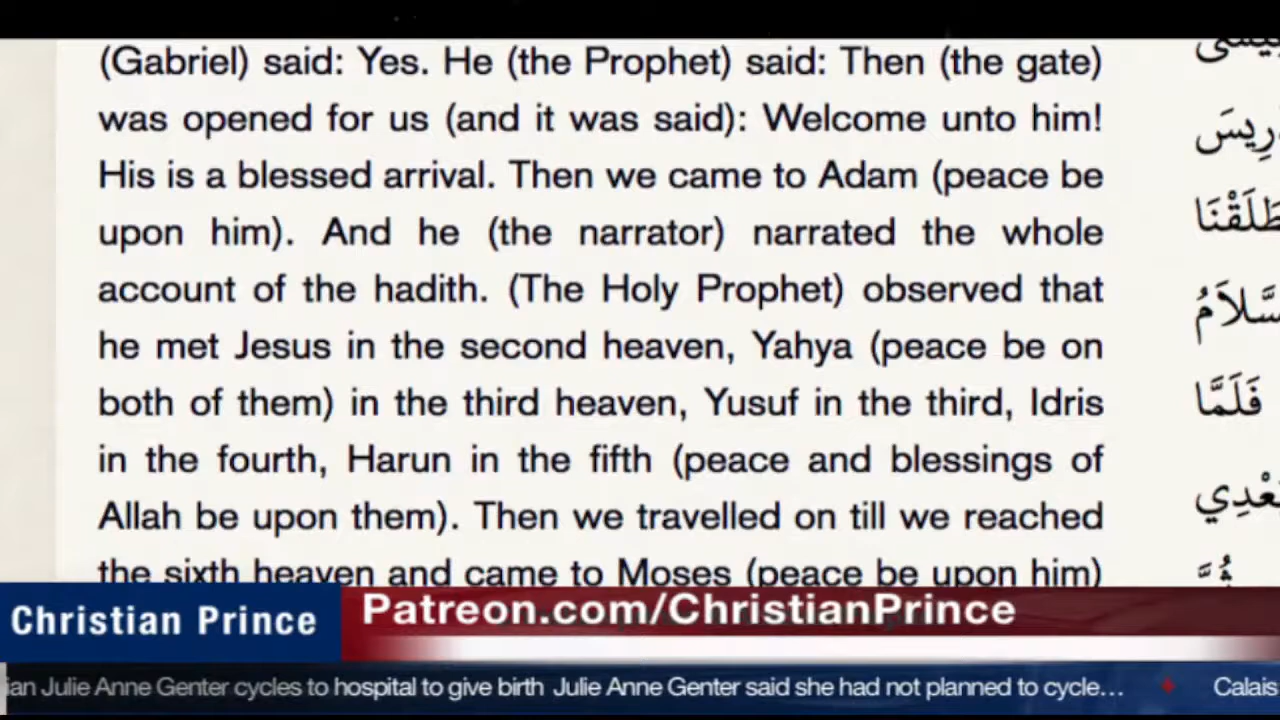 (Gabriel) said: Yes. He (the Prophet) said: Then (the gate)
was opened for us (and it was said): Welcome unto him!
His is a blessed arrival. Then we came to Adam (peace be
upon him). And he (the narrator) narrated the whole
account of the hadith. (The Holy Prophet) observed that
he met Jesus in the second heaven, Yahya (peace be on
both of them) in the third heaven, Yusuf in the third, Idris
in the fourth, Harun in the fifth (peace and blessings of
Allah be upon them). Then we travelled on till we reached
the sixth heaven and came to Moses (peace be upon him)
فَلَمَّا
Christian Prince
Patreon.com/ChristianPrince
ian Julie Anne Genter cycles to hospital to give birth Julie Anne Genter said she had not planned to cycle... Calais